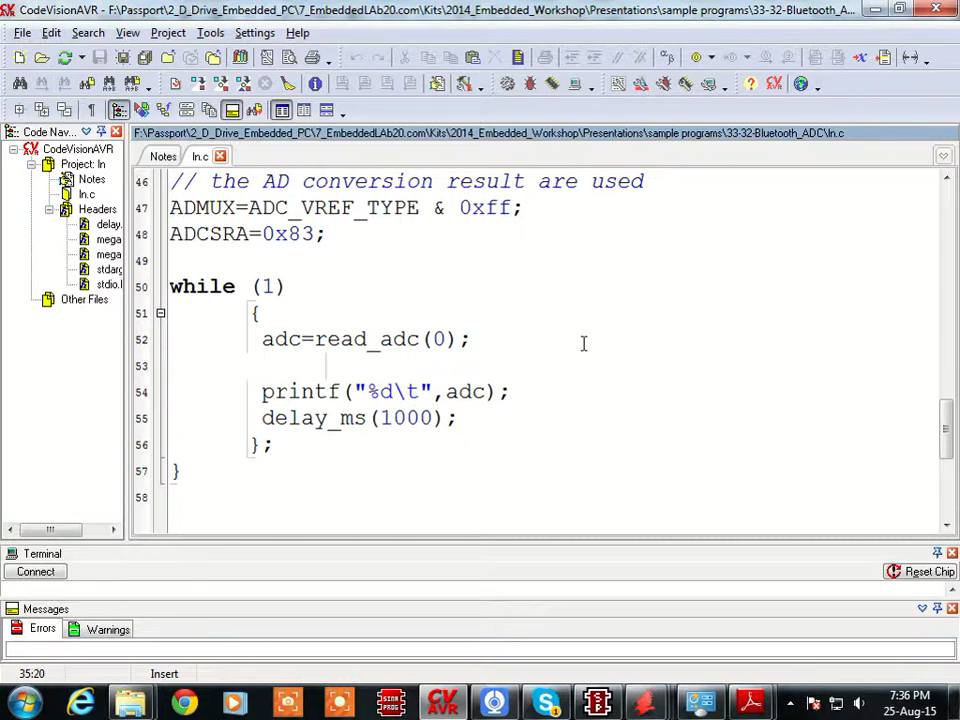 CodeVisionAVR - F:\Passport\2_D_Drive_Embedded_PC\7_EmbeddedLAb20.com\Kits\2014_Embedded_Workshop\Presentations\sample programs\33-32-Bluetooth_A...
File Edit Search View Project Tools Settings Help
Code Nav...
F:\Passport\2_D_Drive_Embedded_PC\7_EmbeddedLAb20.com\Kits\2014_Embedded_Workshop\Presentations\sample programs\33-32-Bluetooth_ADC\In.c
CodeVisionAVR
Project: In
Notes
In.c
Headers
delay.
mega
mega
stdarg
stdio.l
Other Files
Notes In.c
46 // the AD conversion result are used
47 ADMUX=ADC_VREF_TYPE & 0xff;
48 ADCSRA=0x83;
49
50 while (1)
51 {
52 adc=read_adc(0);
53
54 printf("%d\t",adc);
55 delay_ms(1000);
56 };
57 }
58
Terminal
Connect Reset Chip
Messages
Errors Warnings
35:20 Insert
7:36 PM
25-Aug-15